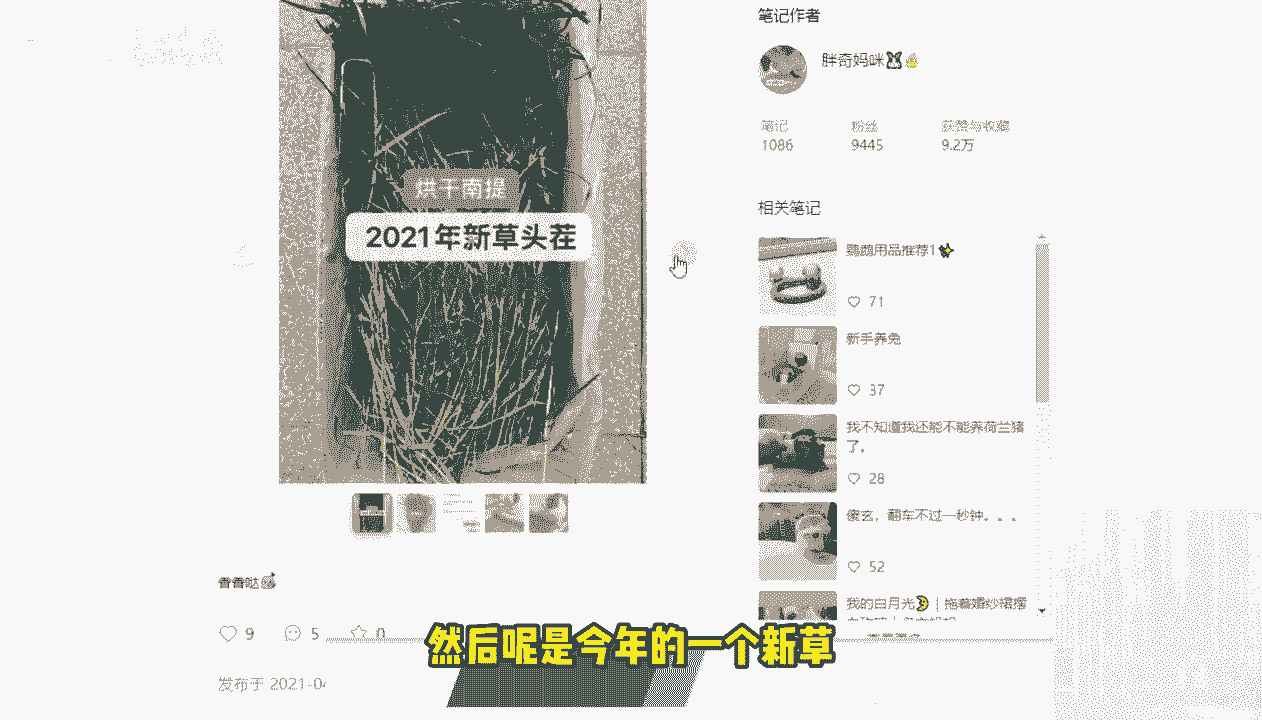 烘干南提
2021年新草头茬
香香哒
9
5
0
发布于 2021-04
笔记作者
胖奇妈咪
笔记 粉丝 获赞与收藏
1086 9445 9.2万
相关笔记
鹦鹉用品推荐1
71
新手养兔
37
我不知道我还能不能养荷兰猪
了。
28
傻玄，翻车不过一秒钟。。。
52
我的白月光🌛｜拖着婚纱裙摆
然后呢是今年的一个新草